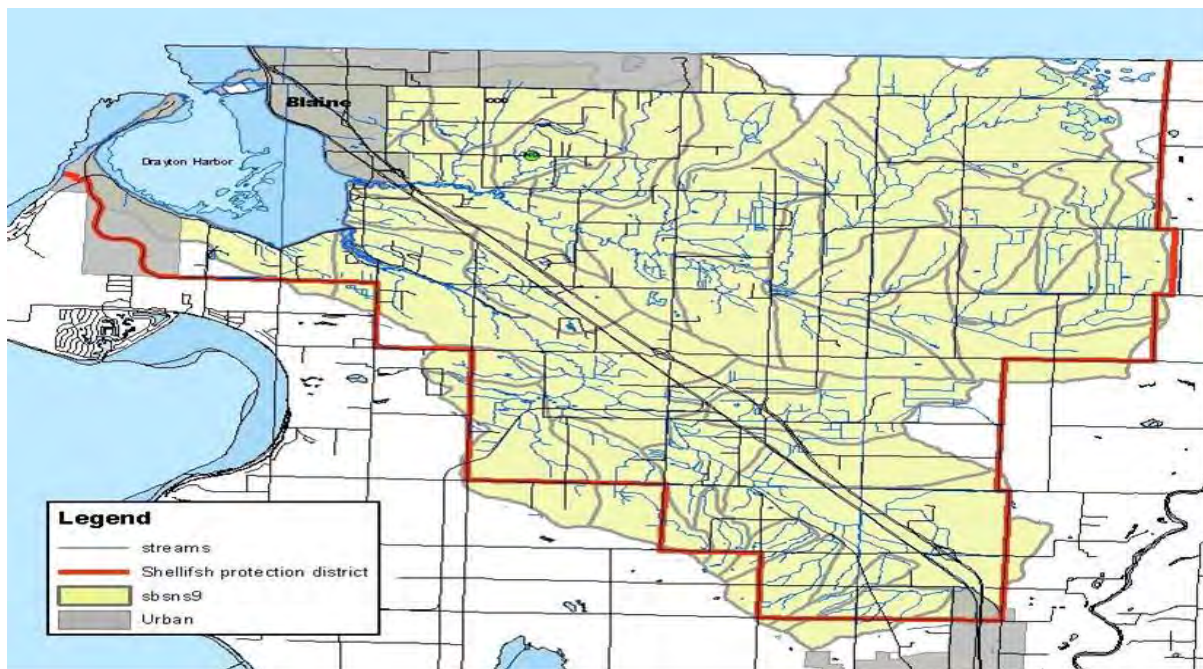 Blaine
Drayton Harbor
Legend
streams
Shellifsh protection district
sbsns9
Urban